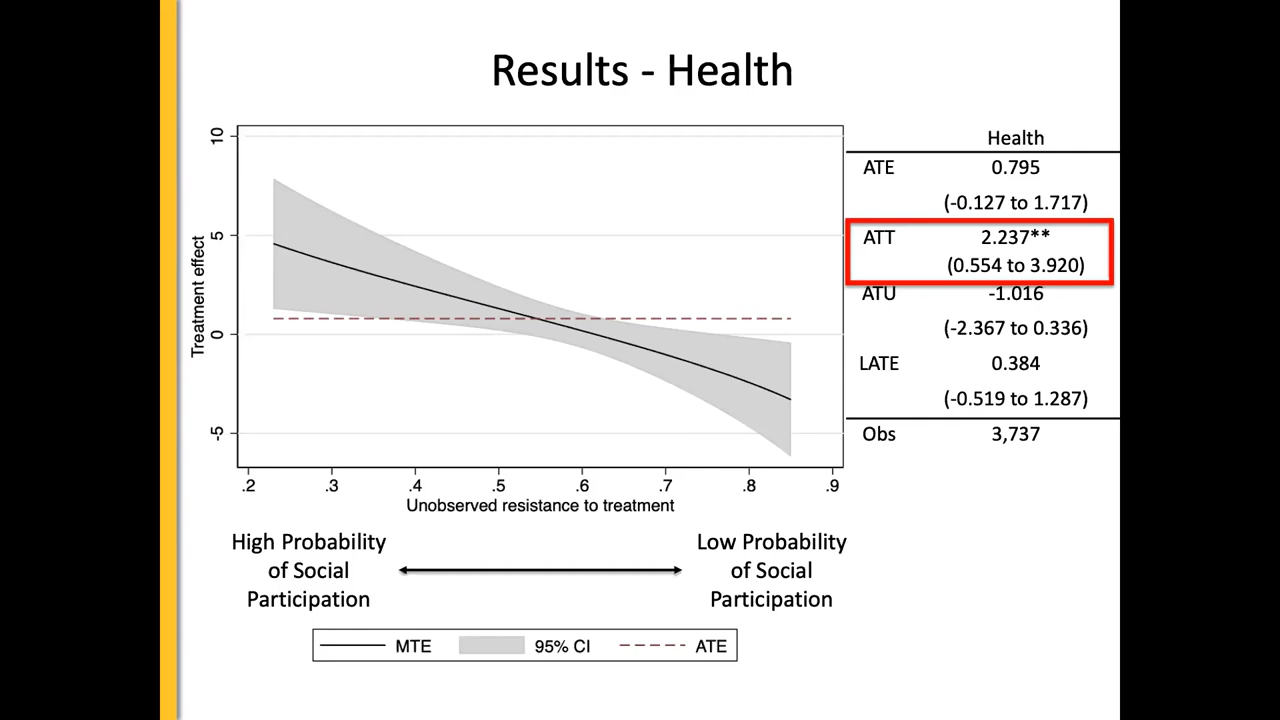 Results - Health
10
5
0
-5
Treatment effect
.2 .3 .4 .5 .6 .7 .8 .9
Unobserved resistance to treatment
Health
ATE 0.795
(-0.127 to 1.717)
ATT 2.237**
(0.554 to 3.920)
ATU -1.016
(-2.367 to 0.336)
LATE 0.384
(-0.519 to 1.287)
Obs 3,737
High Probability
of Social
Participation
Low Probability
of Social
Participation
MTE 95% CI ATE